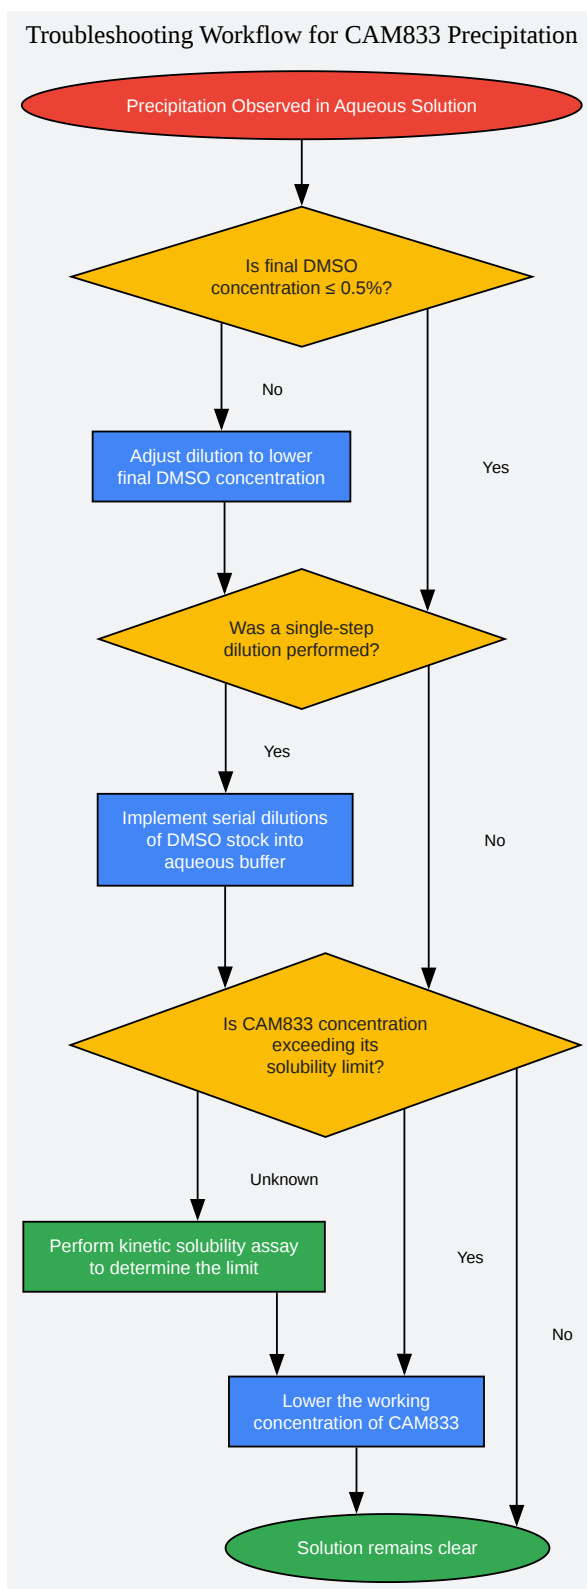 Troubleshooting Workflow for CAM833 Precipitation
Precipitation Observed in Aqueous Solution
Is final DMSO
concentration ≤ 0.5%?
No
Adjust dilution to lower
final DMSO concentration
Yes
Was a single-step
dilution performed?
Yes
Implement serial dilutions
of DMSO stock into
aqueous buffer
No
Is CAM833 concentration
exceeding its
solubility limit?
Unknown
Perform kinetic solubility assay
to determine the limit
Yes
No
Lower the working
concentration of CAM833
Solution remains clear